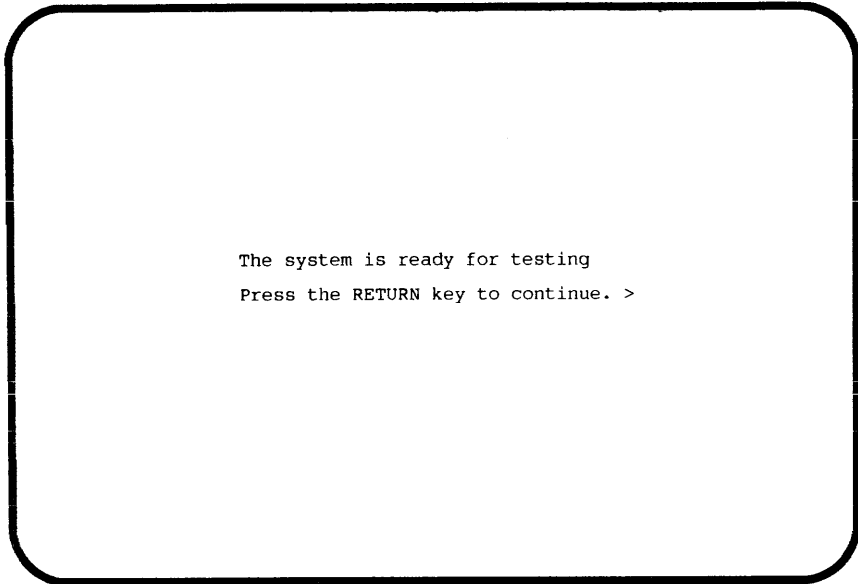 The system is ready for testing
Press the RETURN key to continue. >